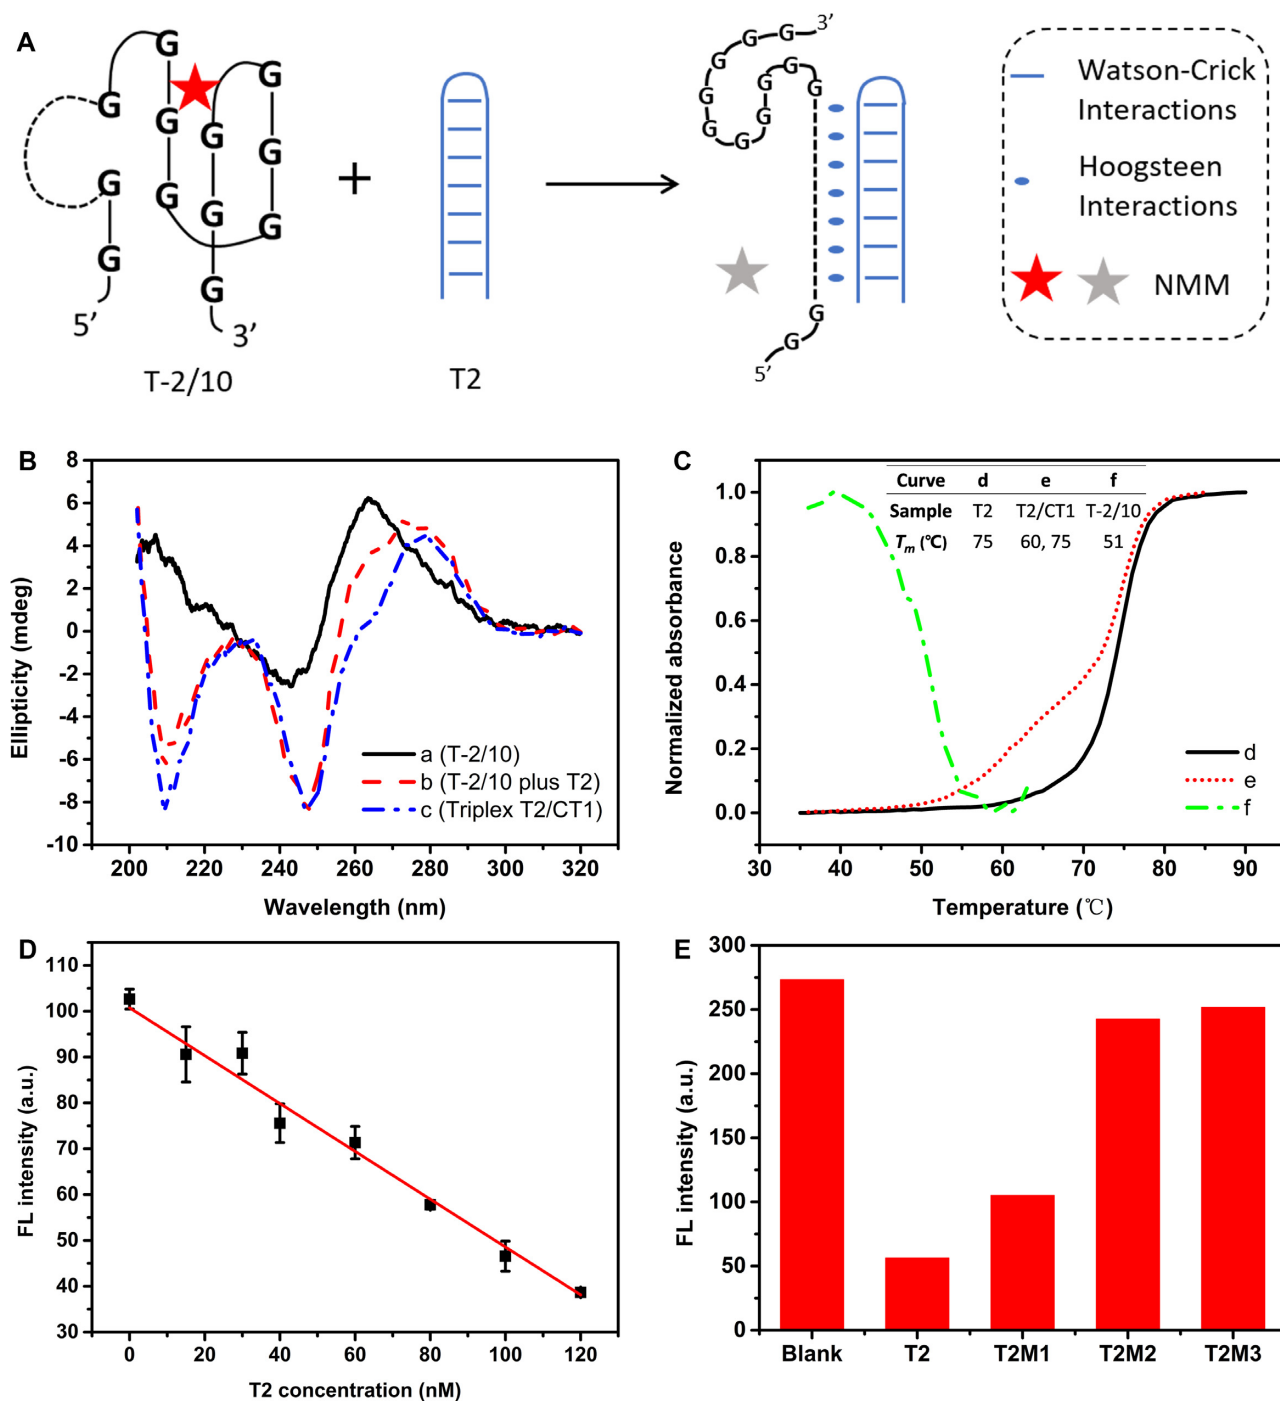 A
G
G
G
G
G
G
G
G
G
G
G
G
5'
3'
T-2/10
+
T2
G G G 3'
G G G G
G G G G
G
G
5'
Watson-Crick
Interactions
Hoogsteen
Interactions
NMM
B
8
6
4
2
0
-2
-4
-6
-8
-10
Ellipticity (mdeg)
a (T-2/10)
b (T-2/10 plus T2)
c (Triplex T2/CT1)
200 220 240 260 280 300 320
Wavelength (nm)
C
1.0
0.8
0.6
0.4
0.2
0.0
Normalized absorbance
Curve d e f
Sample T2 T2/CT1 T-2/10
Tm (℃) 75 60, 75 51
d
e
f
30 40 50 60 70 80 90
Temperature (℃)
D
110
100
90
80
70
60
50
40
30
FL intensity (a.u.)
0 20 40 60 80 100 120
T2 concentration (nM)
E
300
250
200
150
100
50
0
FL intensity (a.u.)
Blank T2 T2M1 T2M2 T2M3